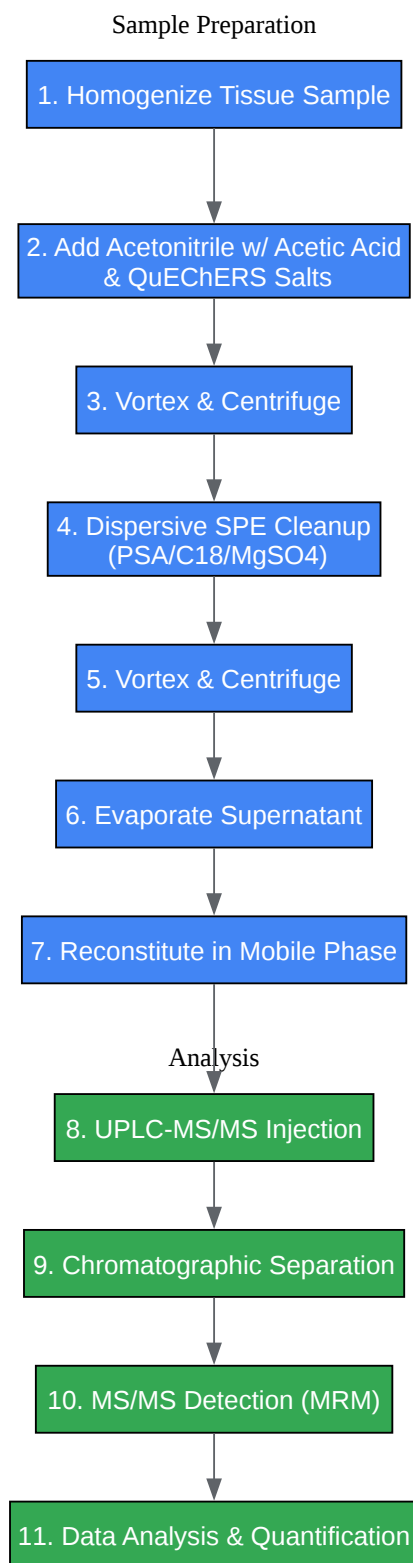 Sample Preparation
1. Homogenize Tissue Sample
2. Add Acetonitrile w/ Acetic Acid
& QuEChERS Salts
3. Vortex & Centrifuge
4. Dispersive SPE Cleanup
(PSA/C18/MgSO4)
5. Vortex & Centrifuge
6. Evaporate Supernatant
7. Reconstitute in Mobile Phase
Analysis
8. UPLC-MS/MS Injection
9. Chromatographic Separation
10. MS/MS Detection (MRM)
11. Data Analysis & Quantification